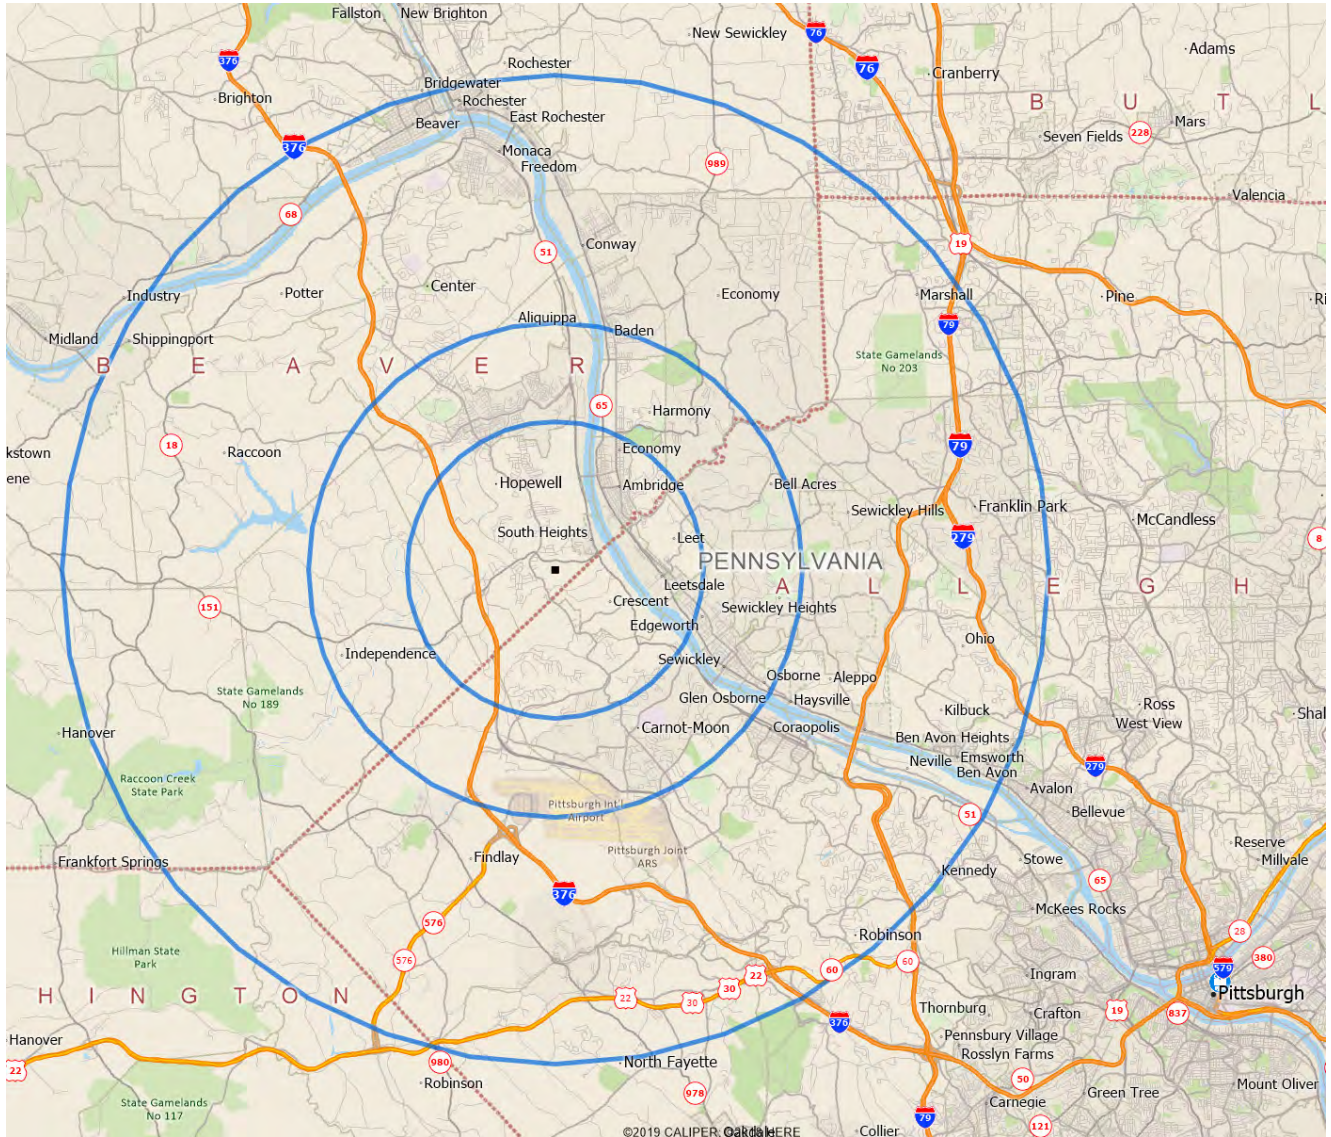 Fallston
New Brighton
New Sewickley
76
Adams
376
Rochester
76
Cranberry
Bridgewater
Brighton
Rochester
B U T L
Beaver
East Rochester
Mars
Seven Fields
228
376
Monaca
Freedom
989
Valencia
68
Conway
19
51
Center
Potter
Economy
Marshall
Pine
Ri
Industry
Aliquippa
Baden
79
Midland
Shippingport
B E A V E R
State Gamelands
No 203
65
Harmony
18
79
kstown
Raccoon
Economy
ene
Hopewell
Ambridge
Bell Acres
Sewickley Hills
Franklin Park
McCandless
South Heights
Leet
279
8
PENNSYLVANIA
Leetsdale
A L L E G H
151
Crescent
Sewickley Heights
Edgeworth
Ohio
Independence
Sewickley
Osborne
Aleppo
State Gamelands
No 189
Glen Osborne
Haysville
Kilbuck
Ross
West View
Shal
Hanover
Carnot-Moon
Coraopolis
Ben Avon Heights
Neville
Emsworth
Ben Avon
279
Raccoon Creek
State Park
Avalon
Pittsburgh Int'l
Airport
51
Bellevue
Pittsburgh Joint
ARS
Reserve
Frankfort Springs
Findlay
Stowe
Millvale
Kennedy
65
376
McKees Rocks
576
Robinson
28
Hillman State
Park
576
60
60
380
22
579
Ingram
H I N G T O N
22
30
30
Pittsburgh
Thornburg
19
Crafton
837
376
Hanover
Pennsbury Village
Rosslyn Farms
22
980
North Fayette
50
Robinson
Mount Oliver
978
Green Tree
Carnegie
State Gamelands
No 117
79
121
Collier
©2019 CALIPER; ©2018 HERE
Oakdale